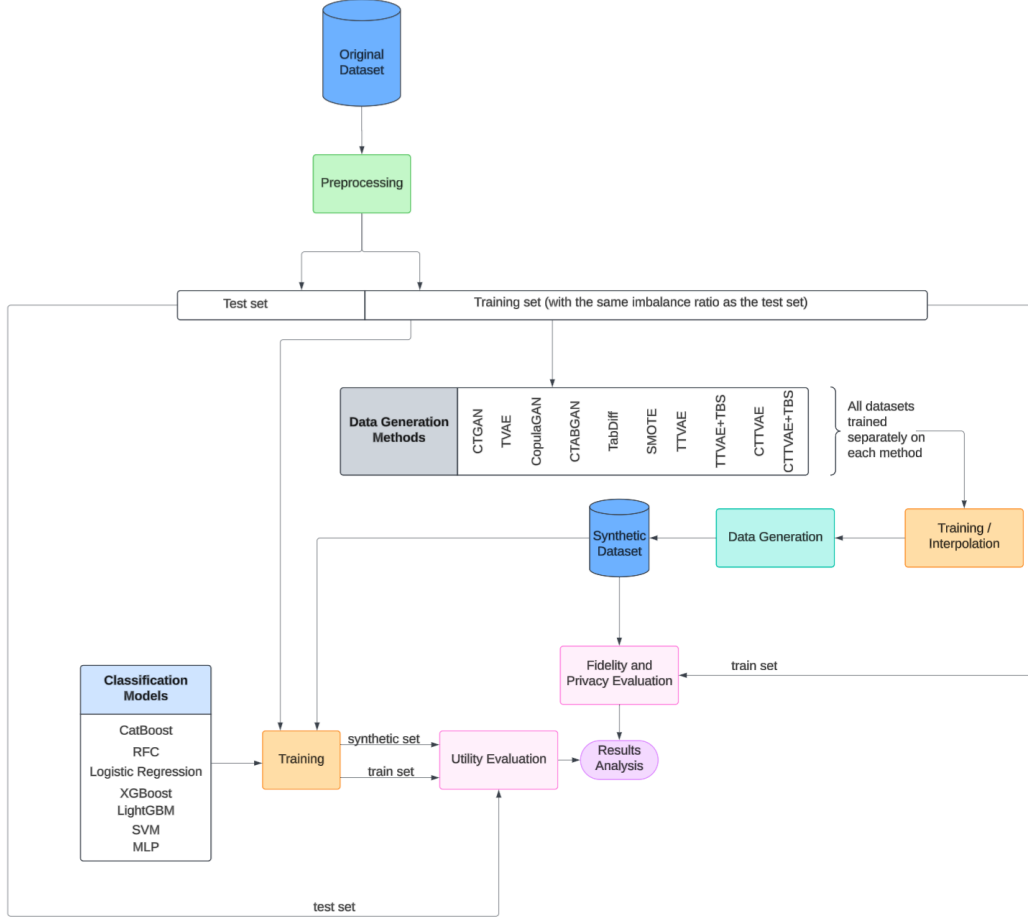 Original
Dataset
Preprocessing
Test set
Training set (with the same imbalance ratio as the test set)
Data Generation
Methods
CTGAN
TVAE
CopulaGAN
CTABGAN
TabDiff
SMOTE
TTVAE
TTVAE+TBS
CTTVAE
CTTVAE+TBS
All datasets
trained
separately on
each method
Synthetic
Dataset
Data Generation
Training /
Interpolation
Fidelity and
Privacy Evaluation
train set
Classification
Models
CatBoost
RFC
Logistic Regression
XGBoost
LightGBM
SVM
MLP
Training
synthetic set
train set
Utility Evaluation
Results
Analysis
test set